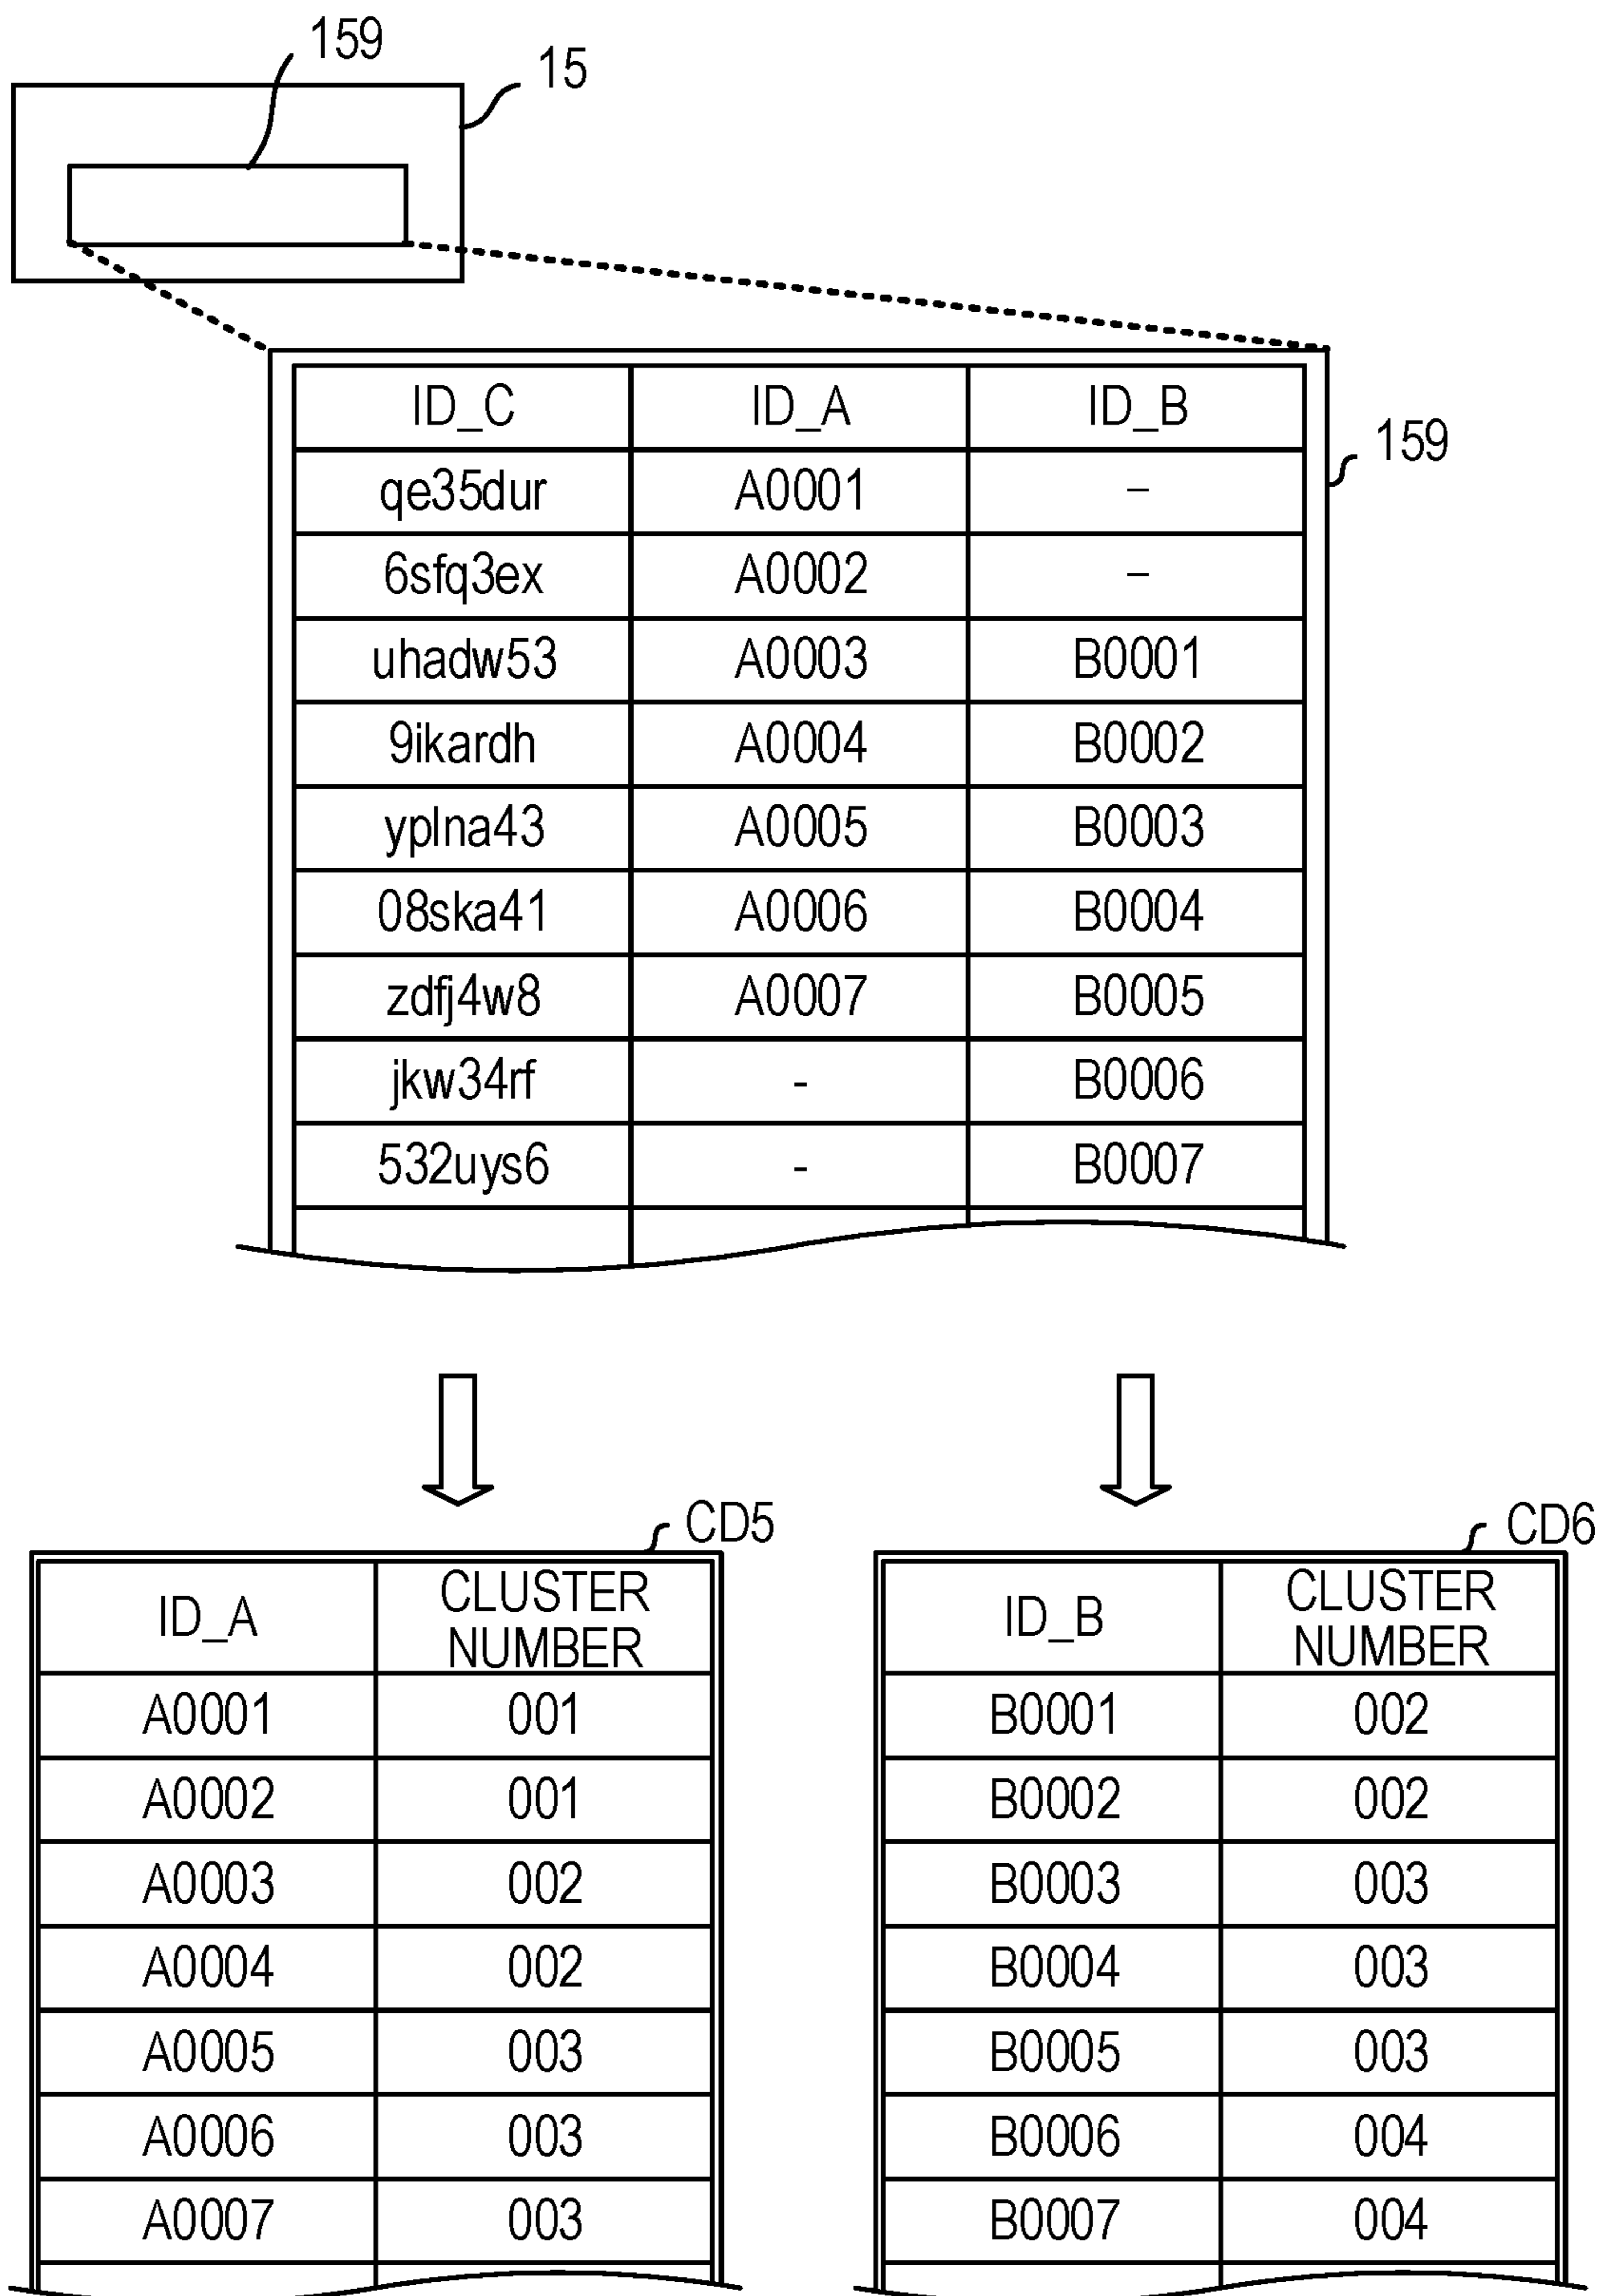 159
15
ID_C ID_A ID_B
159
qe35dur A0001 –
6sfq3ex A0002 –
uhadw53 A0003 B0001
9ikardh A0004 B0002
yplna43 A0005 B0003
08ska41 A0006 B0004
zdfj4w8 A0007 B0005
jkw34rf - B0006
532uys6 - B0007
CD5
ID_A CLUSTER
NUMBER
A0001 001
A0002 001
A0003 002
A0004 002
A0005 003
A0006 003
A0007 003
CD6
ID_B CLUSTER
NUMBER
B0001 002
B0002 002
B0003 003
B0004 003
B0005 003
B0006 004
B0007 004